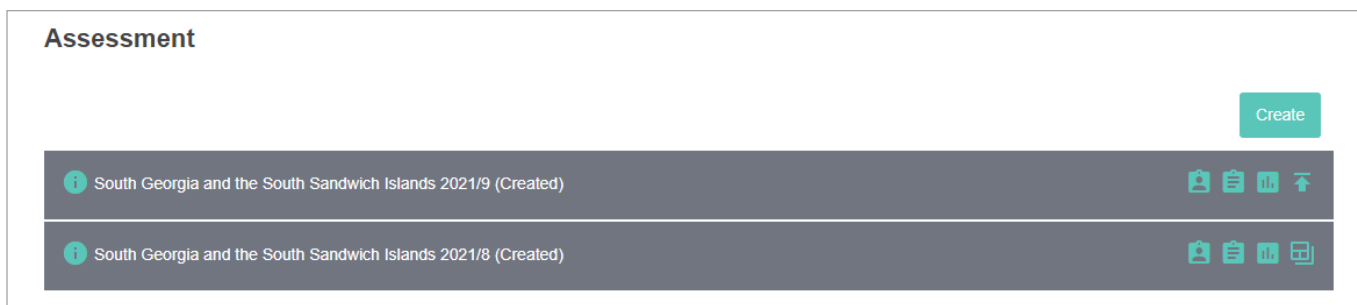 Assessment
Create
South Georgia and the South Sandwich Islands 2021/9 (Created)
South Georgia and the South Sandwich Islands 2021/8 (Created)